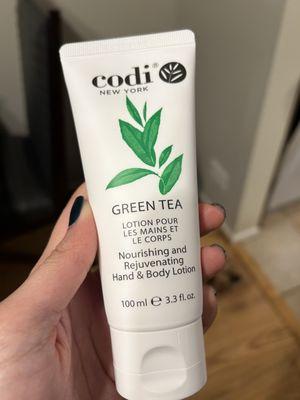 codi®
NEW YORK
GREEN TEA
LOTION POUR
LES MAINS ET
LE CORPS
Nourishing and
Rejuvenating
Hand & Body Lotion
100 ml ℮ 3.3 fl.oz.